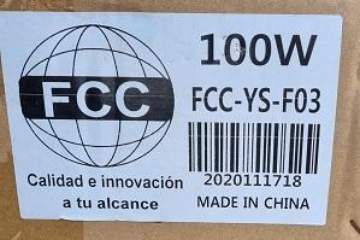 FCC
Calidad e innovación
a tu alcance
100W
FCC-YS-F03
2020111718
MADE IN CHINA